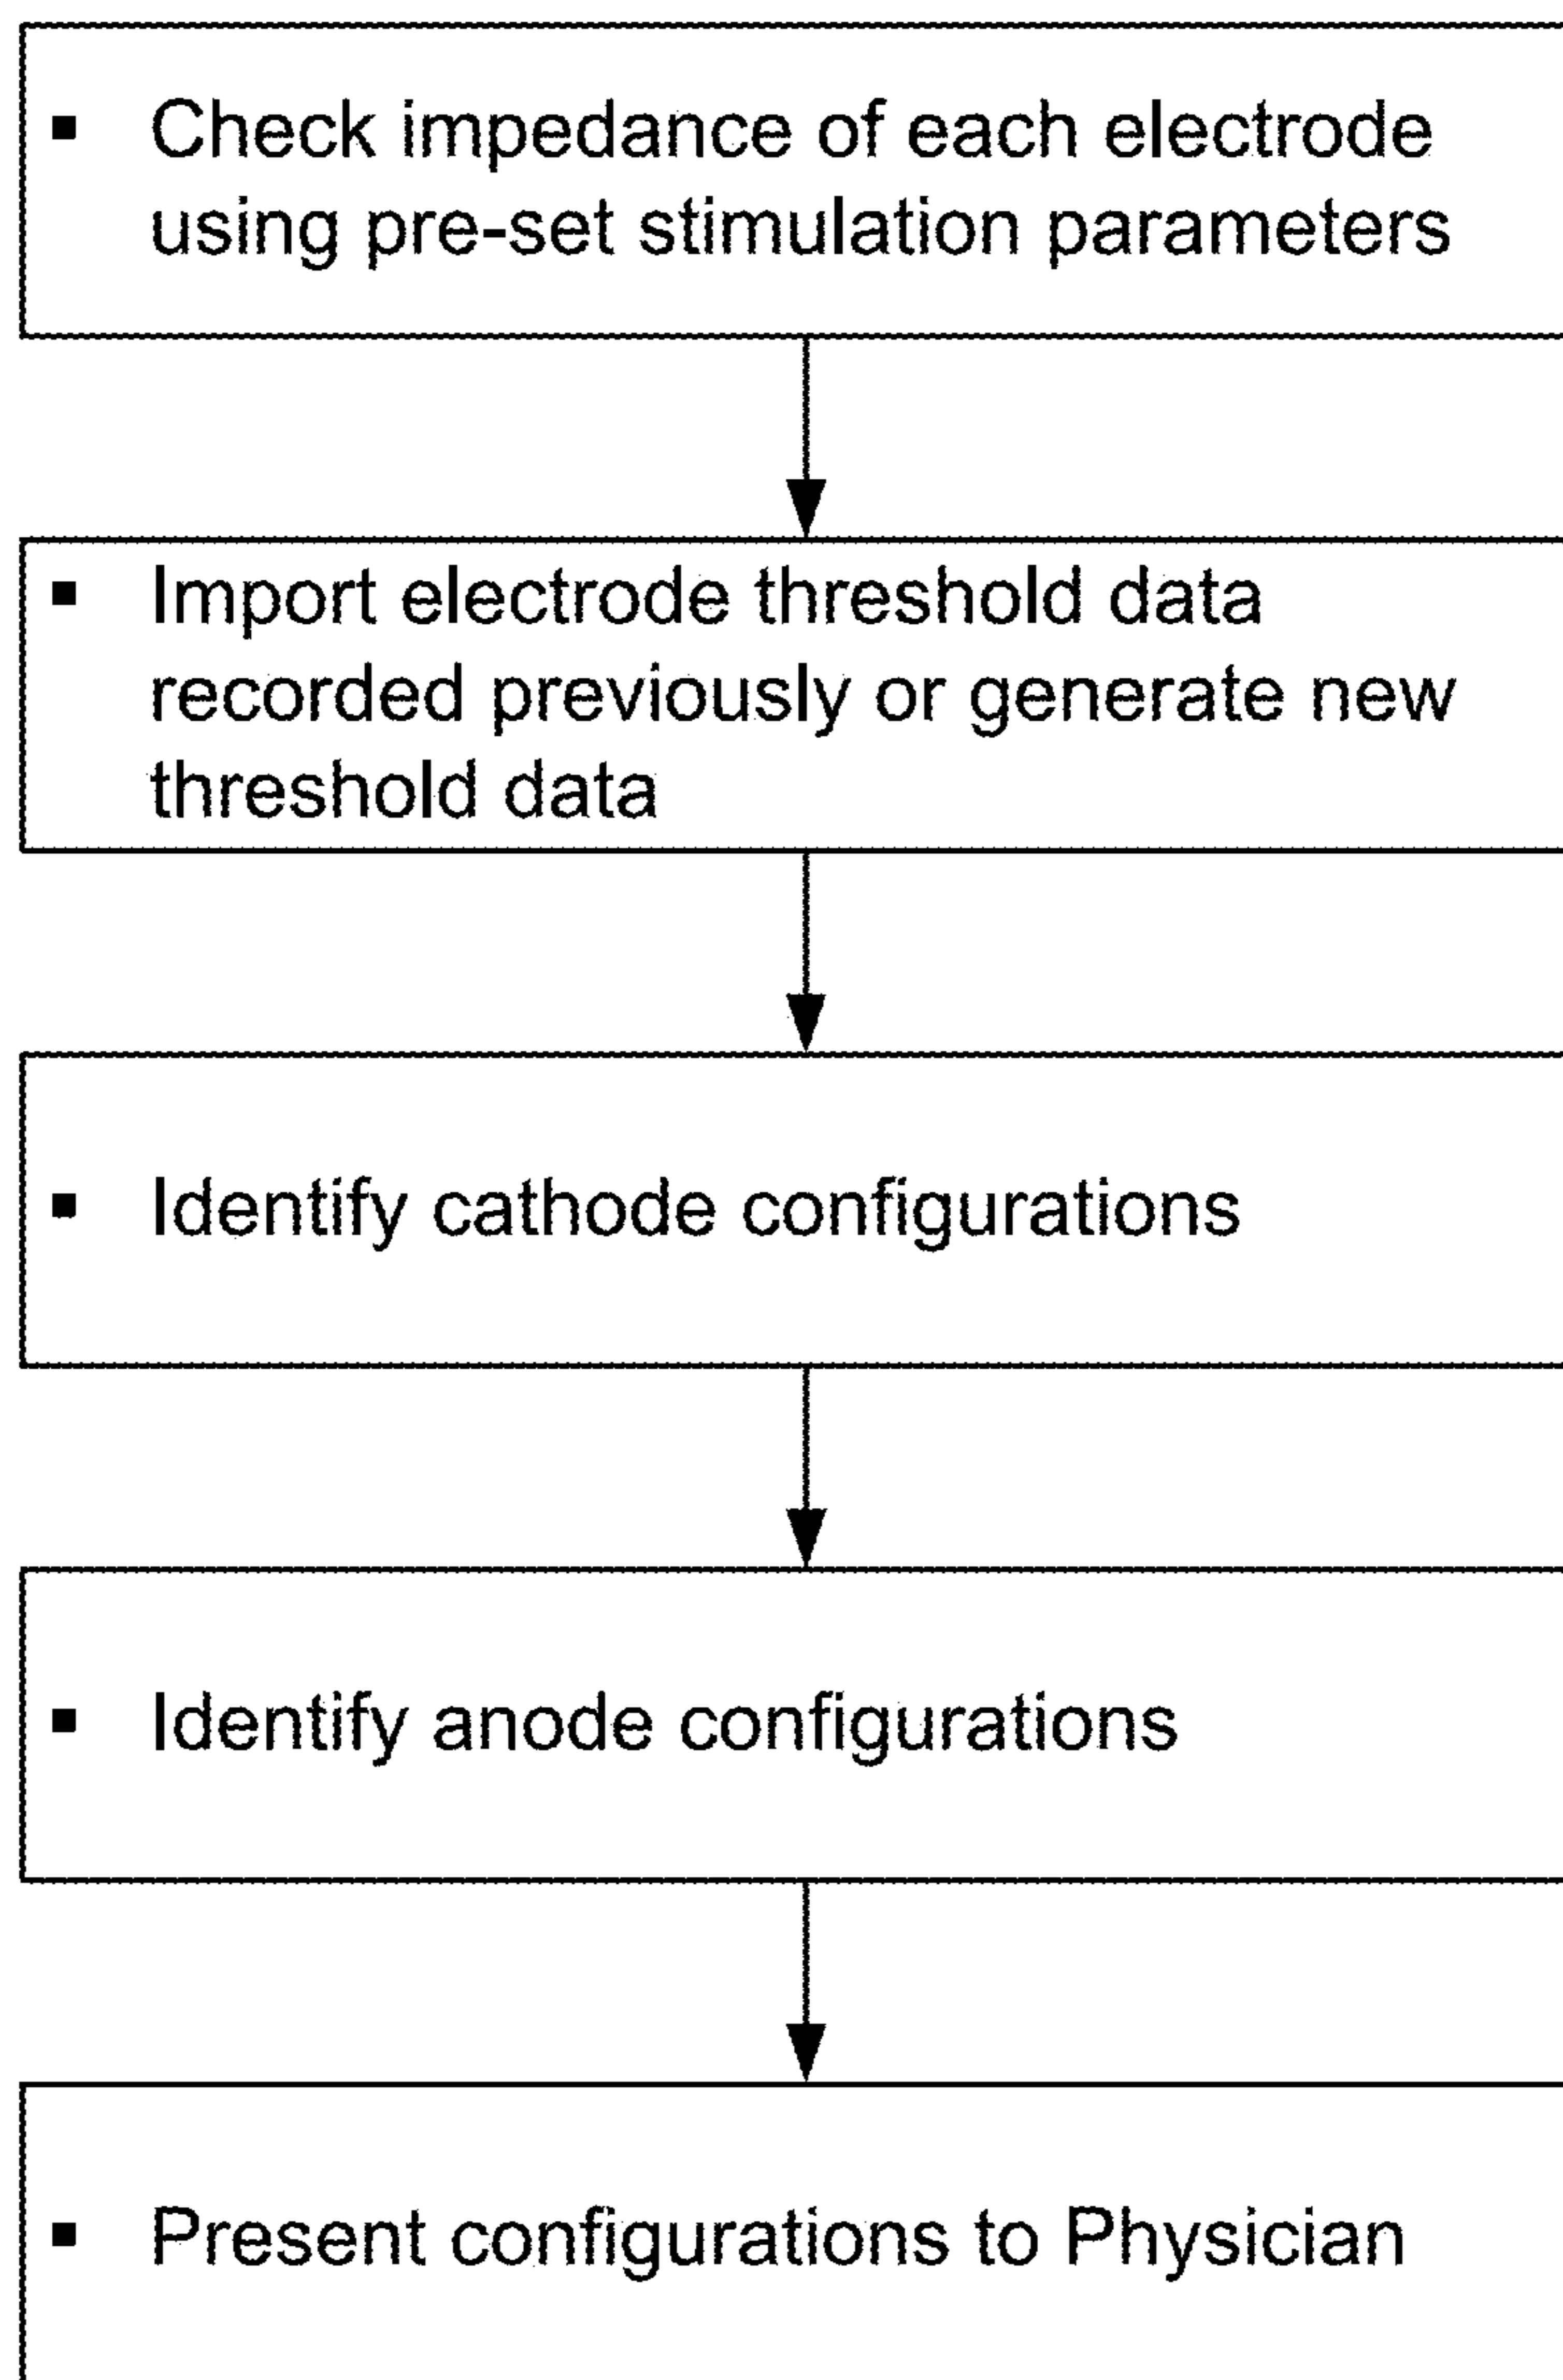 ▪ Check impedance of each electrode
using pre-set stimulation parameters
▪ Import electrode threshold data
recorded previously or generate new
threshold data
▪ Identify cathode configurations
▪ Identify anode configurations
▪ Present configurations to Physician